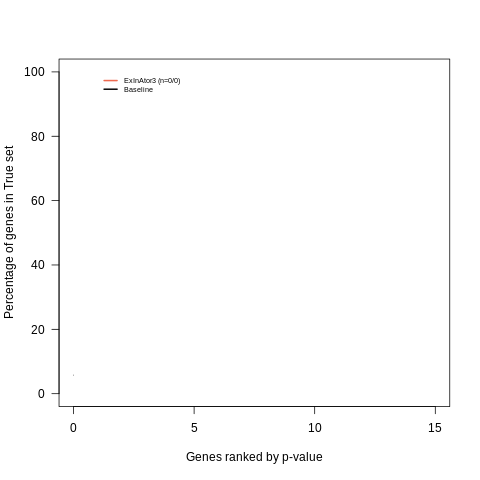 ExInAtor3 (n=0/0)
Baseline
100
80
60
40
20
0
Percentage of genes in True set
0 5 10 15
Genes ranked by p-value